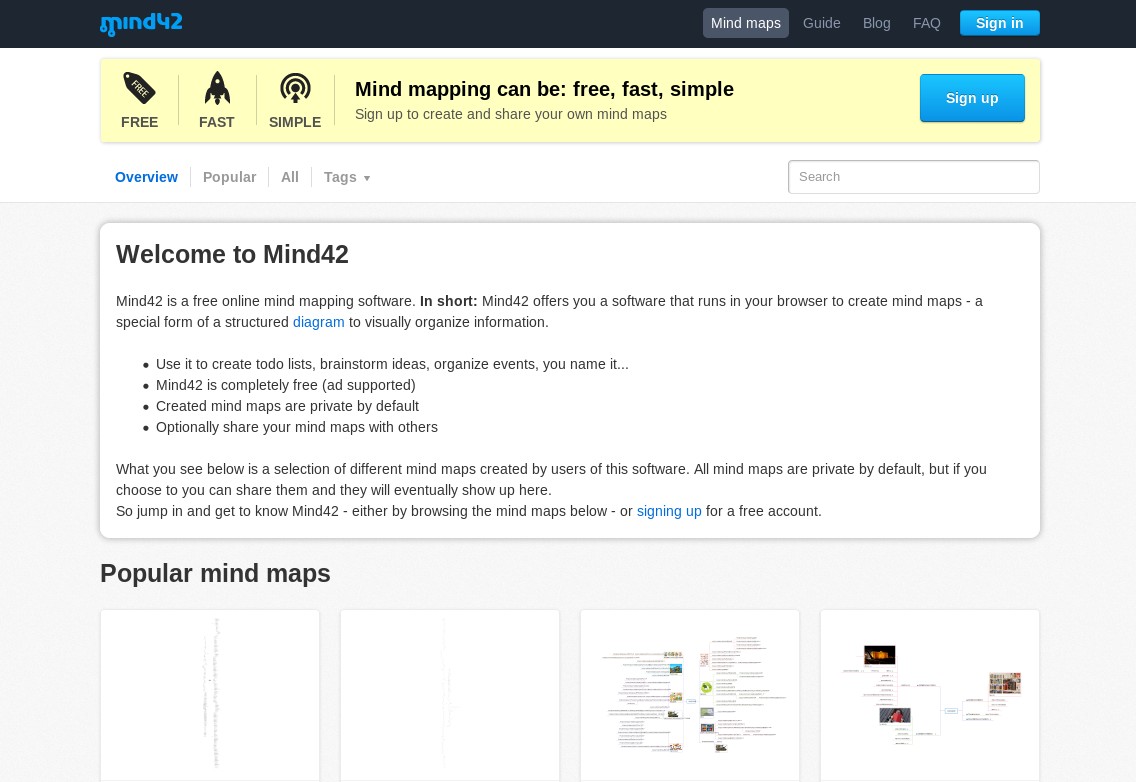 mind42
Mind maps
Guide
Blog
FAQ
Sign in
FREE
FREE
FAST
SIMPLE
Mind mapping can be: free, fast, simple
Sign up to create and share your own mind maps
Sign up
Overview
Popular
All
Tags ▼
Search
Welcome to Mind42
Mind42 is a free online mind mapping software. In short: Mind42 offers you a software that runs in your browser to create mind maps - a
special form of a structured diagram to visually organize information.
• Use it to create todo lists, brainstorm ideas, organize events, you name it...
• Mind42 is completely free (ad supported)
• Created mind maps are private by default
• Optionally share your mind maps with others
What you see below is a selection of different mind maps created by users of this software. All mind maps are private by default, but if you
choose to you can share them and they will eventually show up here.
So jump in and get to know Mind42 - either by browsing the mind maps below - or signing up for a free account.
Popular mind maps